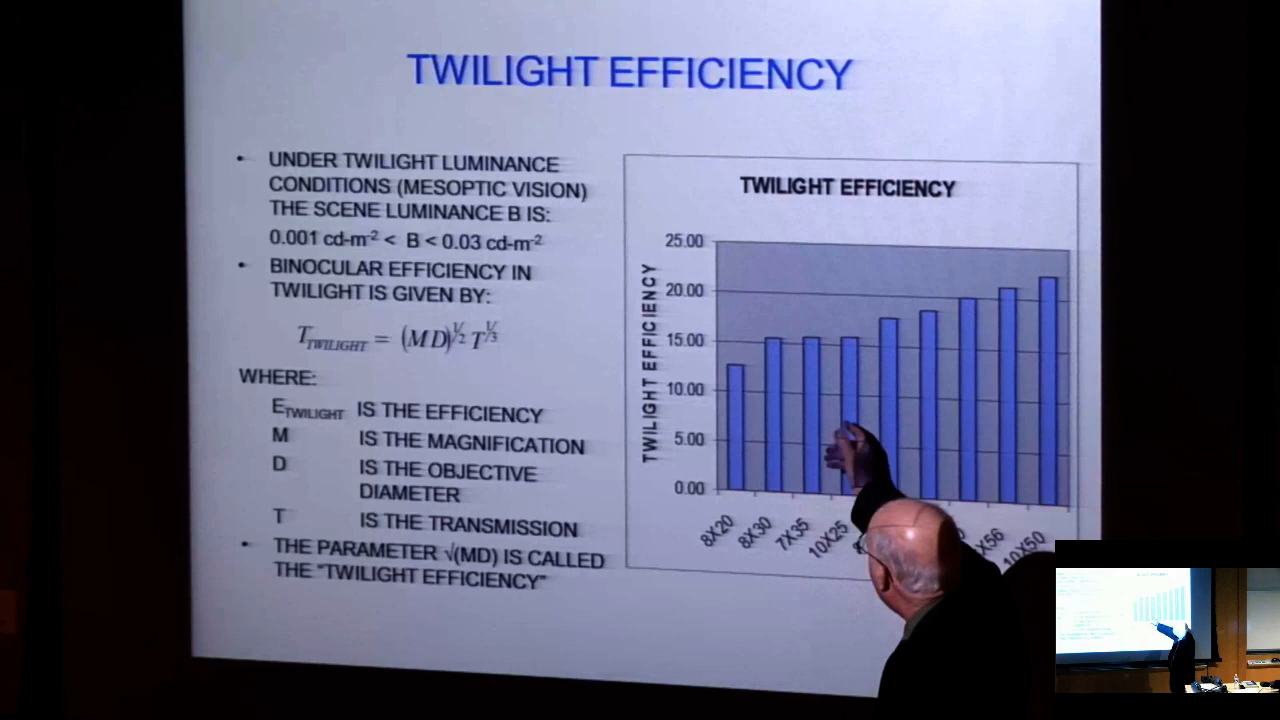 TWILIGHT EFFICIENCY
• UNDER TWILIGHT LUMINANCE
CONDITIONS (MESOPTIC VISION)
THE SCENE LUMINANCE B IS:
0.001 cd-m⁻² < B < 0.03 cd-m⁻²
• BINOCULAR EFFICIENCY IN
TWILIGHT IS GIVEN BY:
T_TWILIGHT = (MD)^1/2 T^1/3
WHERE:
E_TWILIGHT IS THE EFFICIENCY
M IS THE MAGNIFICATION
D IS THE OBJECTIVE
DIAMETER
T IS THE TRANSMISSION
• THE PARAMETER √(MD) IS CALLED
THE "TWILIGHT EFFICIENCY"
TWILIGHT EFFICIENCY
TWILIGHT EFFICIENCY
25.00
20.00
15.00
10.00
5.00
0.00
8X20
8X30
7X35
10X25
X56
10X50